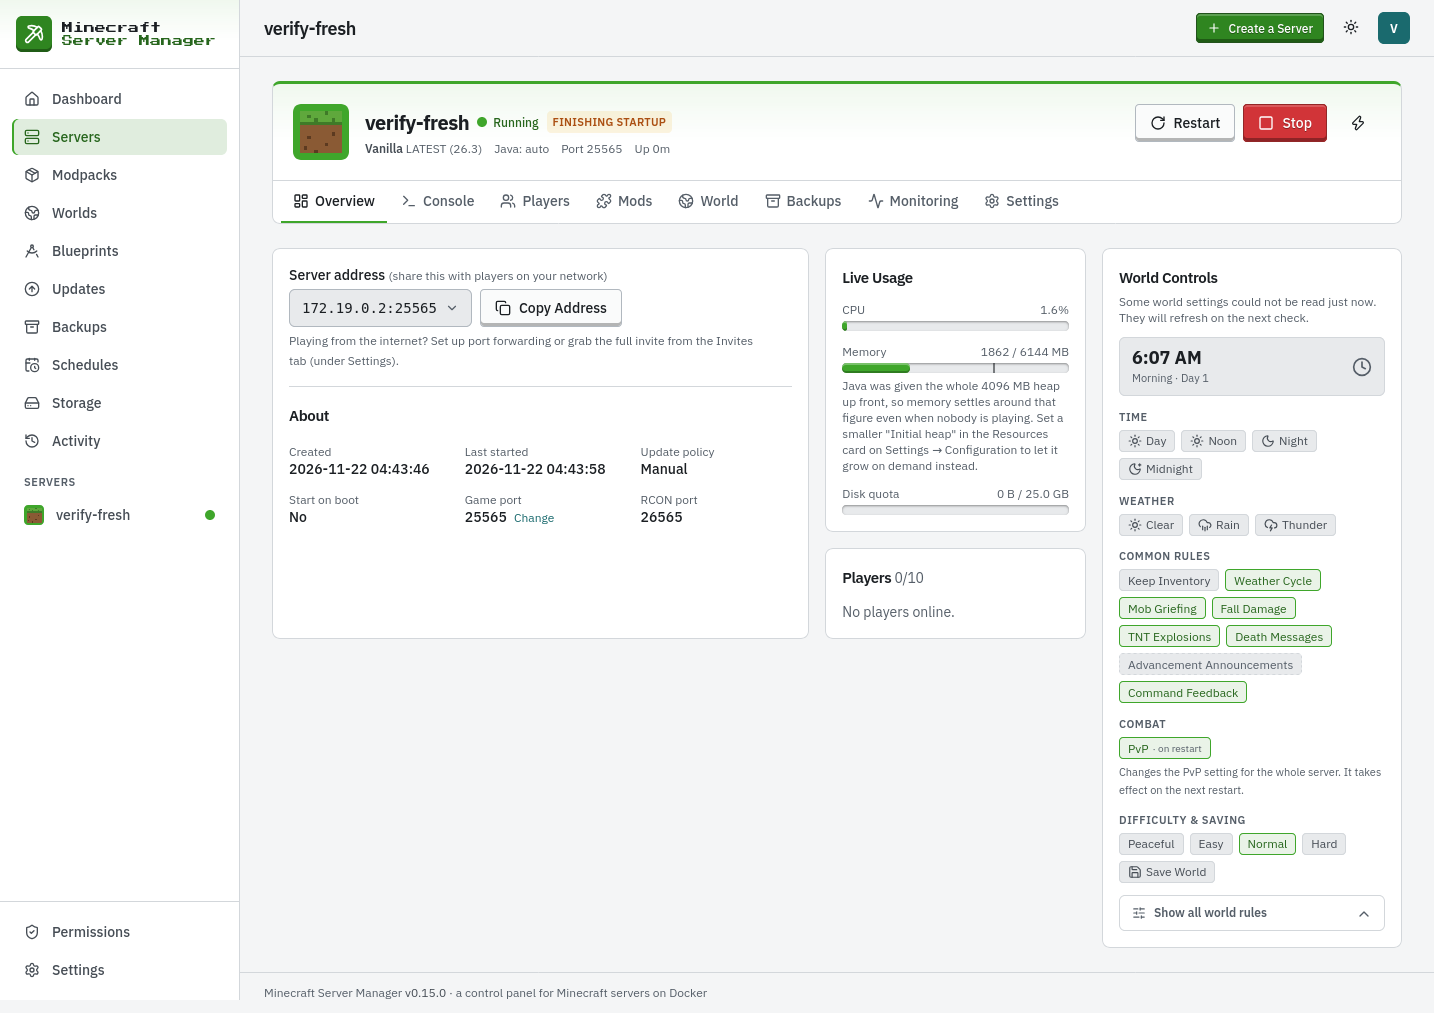 Minecraft
Server Manager
verify-fresh
Create a Server
V
Dashboard
Servers
Modpacks
Worlds
Blueprints
Updates
Backups
Schedules
Storage
Activity
SERVERS
verify-fresh
Permissions
Settings
verify-fresh Running FINISHING STARTUP
Vanilla LATEST (26.3) Java: auto Port 25565 Up 0m
Restart Stop
Overview Console Players Mods World Backups Monitoring Settings
Server address (share this with players on your network)
172.19.0.2:25565 Copy Address
Playing from the internet? Set up port forwarding or grab the full invite from the Invites
tab (under Settings).
About
Created Last started Update policy
2026-11-22 04:43:46 2026-11-22 04:43:58 Manual
Start on boot Game port RCON port
No 25565 Change 26565
Live Usage
CPU 1.6%
Memory 1862 / 6144 MB
Java was given the whole 4096 MB heap
up front, so memory settles around that
figure even when nobody is playing. Set a
smaller "Initial heap" in the Resources
card on Settings → Configuration to let it
grow on demand instead.
Disk quota 0 B / 25.0 GB
Players 0/10
No players online.
World Controls
Some world settings could not be read just now.
They will refresh on the next check.
6:07 AM
Morning · Day 1
TIME
Day Noon Night
Midnight
WEATHER
Clear Rain Thunder
COMMON RULES
Keep Inventory Weather Cycle
Mob Griefing Fall Damage
TNT Explosions Death Messages
Advancement Announcements
Command Feedback
COMBAT
PvP · on restart
Changes the PvP setting for the whole server. It takes
effect on the next restart.
DIFFICULTY & SAVING
Peaceful Easy Normal Hard
Save World
Show all world rules
Minecraft Server Manager v0.15.0 · a control panel for Minecraft servers on Docker